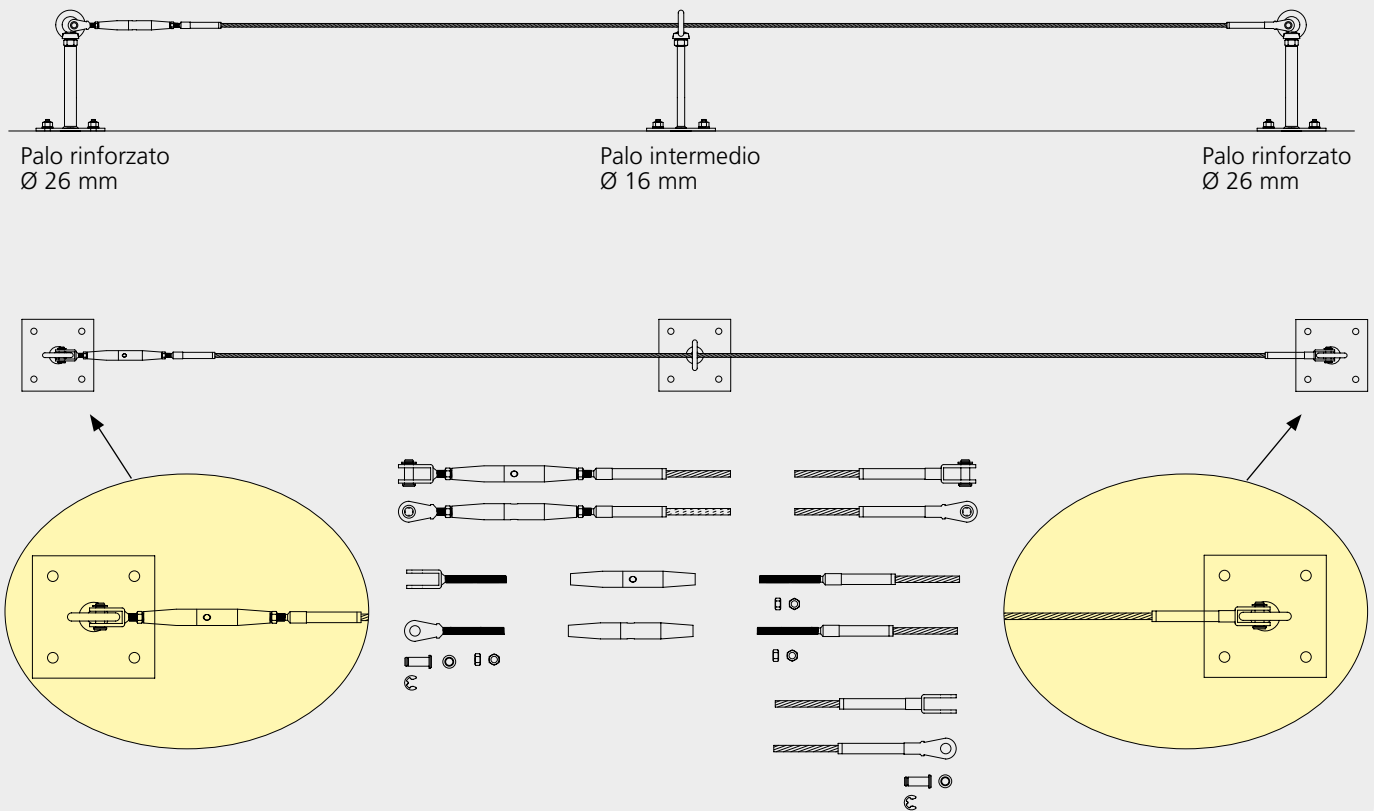 Palo rinforzato
Ø 26 mm
Palo intermedio
Ø 16 mm
Palo rinforzato
Ø 26 mm